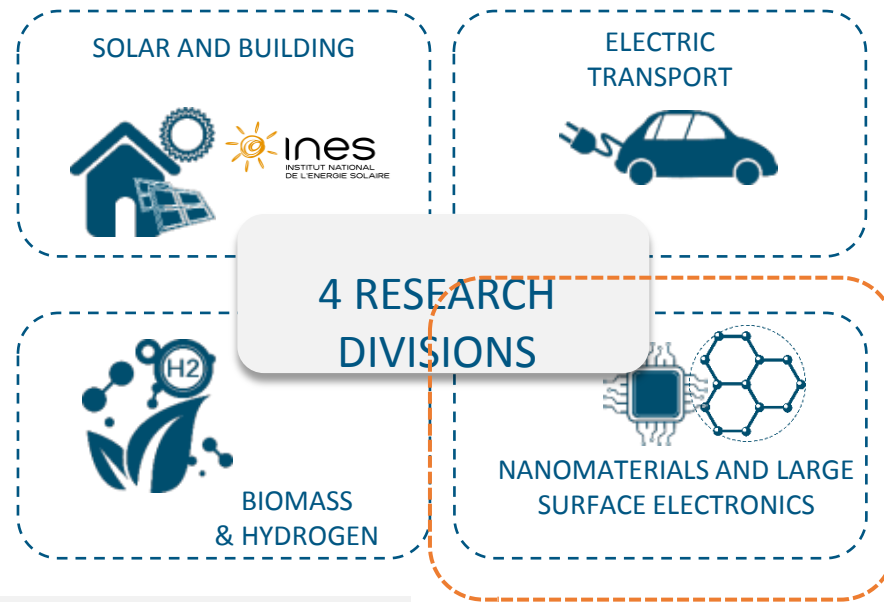 SOLAR AND BUILDING
ines
INSTITUT NATIONAL
DE L'ENERGIE SOLAIRE
ELECTRIC
TRANSPORT
4 RESEARCH
DIVISIONS
H2
BIOMASS
& HYDROGEN
NANOMATERIALS AND LARGE
SURFACE ELECTRONICS